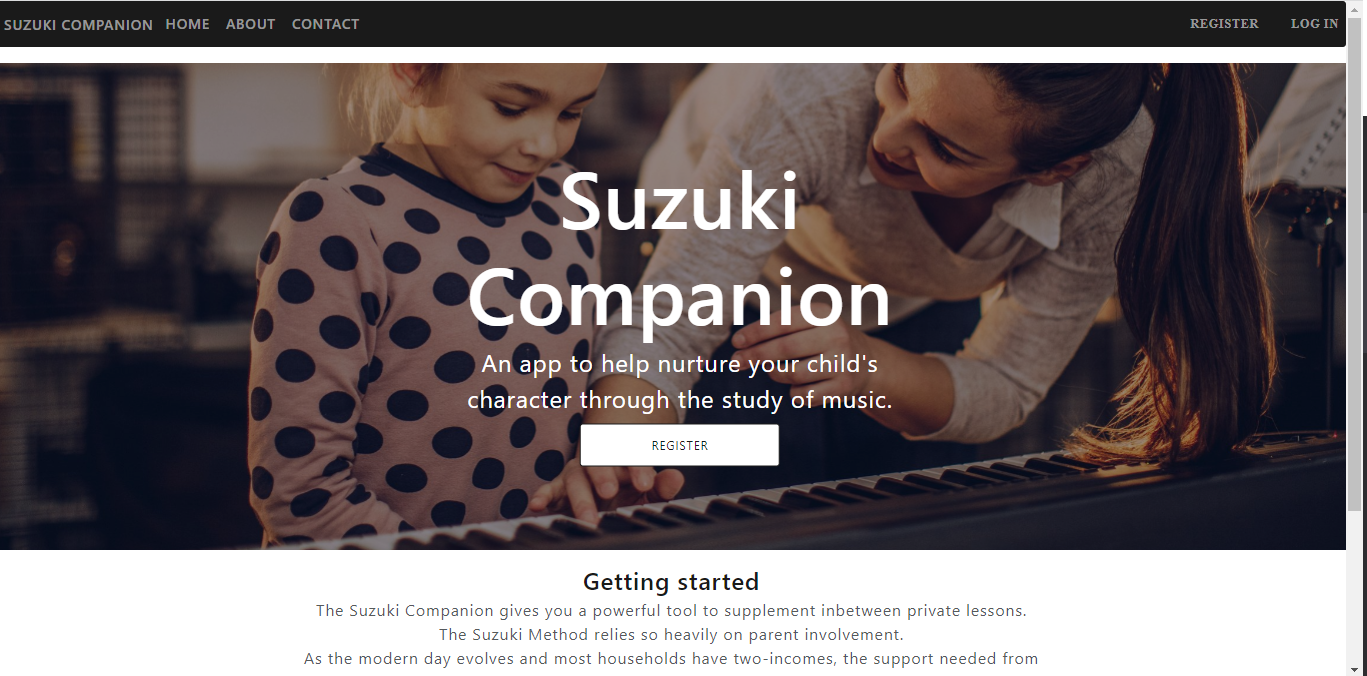 SUZUKI COMPANION HOME ABOUT CONTACT REGISTER LOG IN
Suzuki
Companion
An app to help nurture your child's
character through the study of music.
REGISTER
Getting started
The Suzuki Companion gives you a powerful tool to supplement inbetween private lessons.
The Suzuki Method relies so heavily on parent involvement.
As the modern day evolves and most households have two-incomes, the support needed from